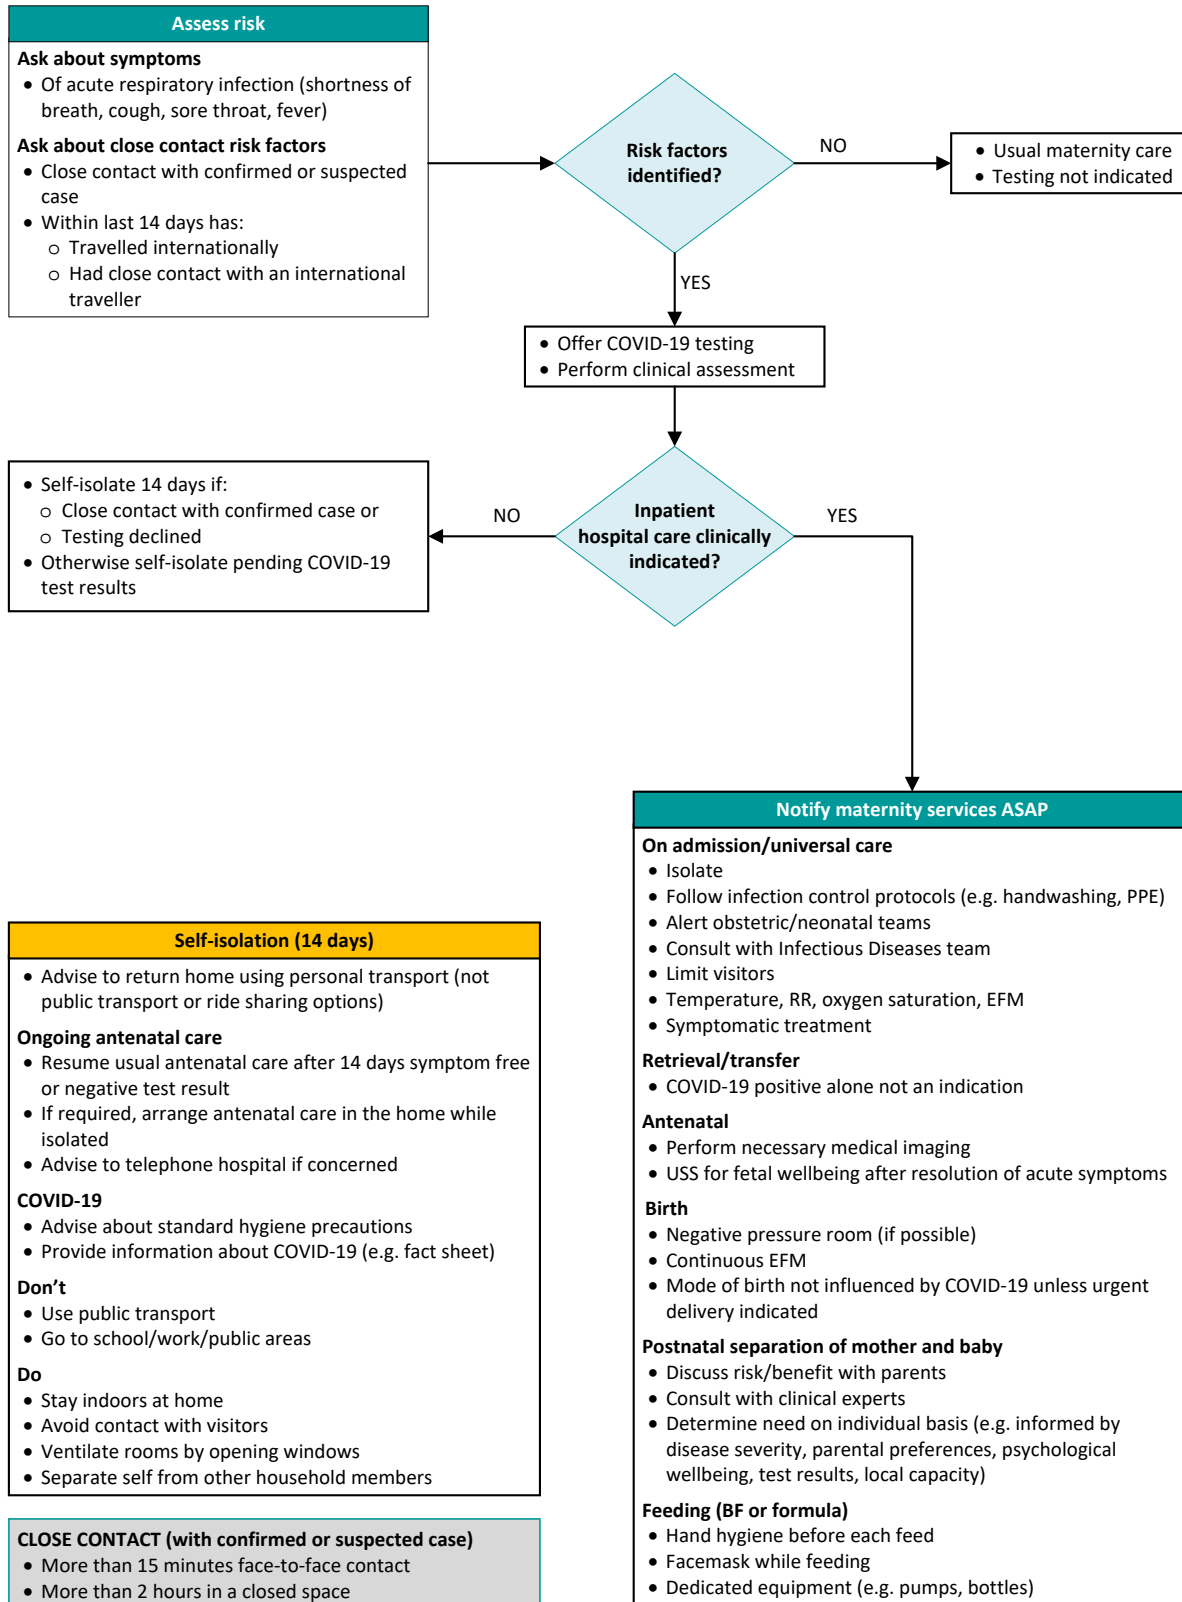 Assess risk
Ask about symptoms
• Of acute respiratory infection (shortness of
breath, cough, sore throat, fever)
Ask about close contact risk factors
• Close contact with confirmed or suspected
case
• Within last 14 days has:
o Travelled internationally
o Had close contact with an international
traveller
Risk factors
identified?
NO
• Usual maternity care
• Testing not indicated
YES
• Offer COVID-19 testing
• Perform clinical assessment
• Self-isolate 14 days if:
o Close contact with confirmed case or
o Testing declined
• Otherwise self-isolate pending COVID-19
test results
NO
Inpatient
hospital care clinically
indicated?
YES
Self-isolation (14 days)
• Advise to return home using personal transport (not
public transport or ride sharing options)
Ongoing antenatal care
• Resume usual antenatal care after 14 days symptom free
or negative test result
• If required, arrange antenatal care in the home while
isolated
• Advise to telephone hospital if concerned
COVID-19
• Advise about standard hygiene precautions
• Provide information about COVID-19 (e.g. fact sheet)
Don’t
• Use public transport
• Go to school/work/public areas
Do
• Stay indoors at home
• Avoid contact with visitors
• Ventilate rooms by opening windows
• Separate self from other household members
CLOSE CONTACT (with confirmed or suspected case)
• More than 15 minutes face-to-face contact
• More than 2 hours in a closed space
Notify maternity services ASAP
On admission/universal care
• Isolate
• Follow infection control protocols (e.g. handwashing, PPE)
• Alert obstetric/neonatal teams
• Consult with Infectious Diseases team
• Limit visitors
• Temperature, RR, oxygen saturation, EFM
• Symptomatic treatment
Retrieval/transfer
• COVID-19 positive alone not an indication
Antenatal
• Perform necessary medical imaging
• USS for fetal wellbeing after resolution of acute symptoms
Birth
• Negative pressure room (if possible)
• Continuous EFM
• Mode of birth not influenced by COVID-19 unless urgent
delivery indicated
Postnatal separation of mother and baby
• Discuss risk/benefit with parents
• Consult with clinical experts
• Determine need on individual basis (e.g. informed by
disease severity, parental preferences, psychological
wellbeing, test results, local capacity)
Feeding (BF or formula)
• Hand hygiene before each feed
• Facemask while feeding
• Dedicated equipment (e.g. pumps, bottles)